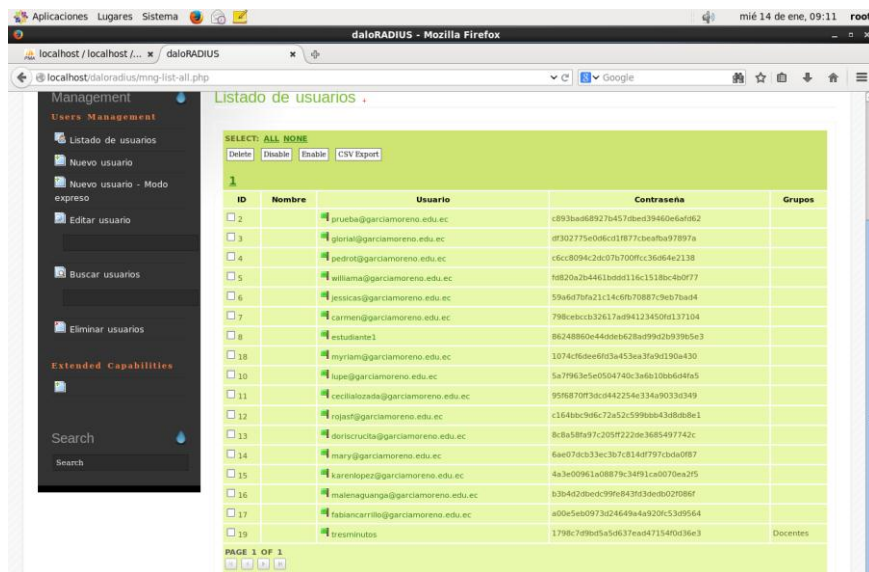 Aplicaciones Lugares Sistema mié 14 de ene, 09:11 root
daloRADIUS - Mozilla Firefox
localhost / localhost /... daloRADIUS
localhost/daloradius/mng-list-all.php Google
Management
Users Management
Listado de usuarios
Nuevo usuario
Nuevo usuario - Modo
expreso
Editar usuario
Buscar usuarios
Eliminar usuarios
Extended Capabilities
Search
Search
Listado de usuarios
SELECT: ALL NONE
Delete Disable Enable CSV Export
1
ID Nombre Usuario Contraseña Grupos
2 prueba@garciamoreno.edu.ec c893bad68927b457dbed39460e6afd62
3 glorial@garciamoreno.edu.ec df302775e0d6cd1f877cbeafba97897a
4 pedrot@garciamoreno.edu.ec c6cc8094c2dc07b700ffcc36d64e2138
5 williama@garciamoreno.edu.ec fd820a2b4461bddd116c1518bc4b0f77
6 jessicas@garciamoreno.edu.ec 59a6d7bfa21c14c6fb70887c9eb7bad4
7 carmen@garciamoreno.edu.ec 798cebccb32617ad94123450fd137104
8 estudiante1 86248860e44ddeb628ad99d2b939b5e3
18 myriam@garciamoreno.edu.ec 1074cf6dee6fd3a453ea3fa9d190a430
10 lupe@garciamoreno.edu.ec 5a7f963e5e0504740c3a6b10bb6d4fa5
11 cecilialozada@garciamoreno.edu.ec 95f6870ff3dcd442254e334a9033d349
12 rojasf@garciamoreno.edu.ec c164bbc9d6c72a52c599bbb43d8db8e1
13 doriscrucita@garciamoreno.edu.ec 8c8a58fa97c205ff222de3685497742c
14 mary@garciamoreno.edu.ec 6ae07dcb33ec3b7c814df797cbda0f87
15 karenlopez@garciamoreno.edu.ec 4a3e00961a08879c34f91ca0070ea2f5
16 malenaguanga@garciamoreno.edu.ec b3b4d2dbedc99fe843fd3dedb02f086f
17 fabiancarrillo@garciamoreno.edu.ec a00e5eb0973d24649a4a920fc53d9564
19 tresminutos 1798c7d9bd5a5d637ead47154f0d36e3 Docentes
PAGE 1 OF 1